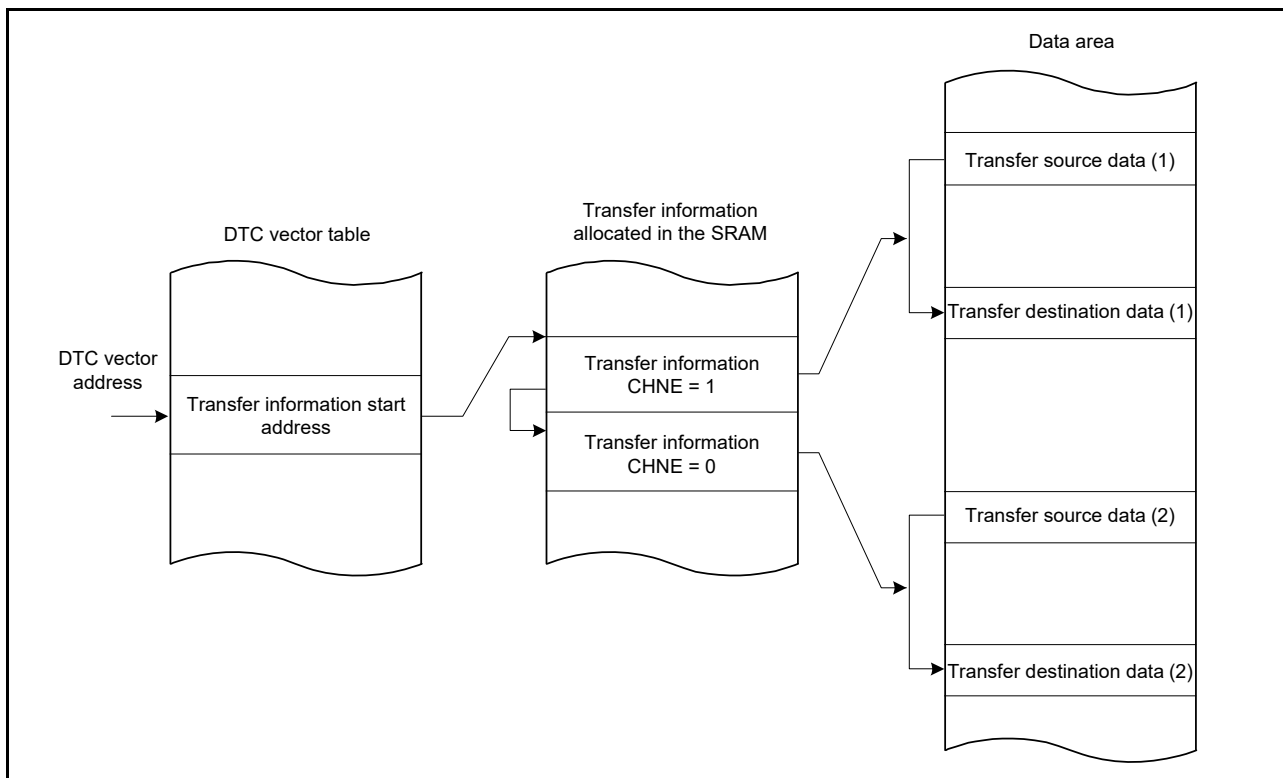 Data area
Transfer source data (1)
Transfer information
allocated in the SRAM
DTC vector table
Transfer destination data (1)
DTC vector
address
Transfer information
CHNE = 1
Transfer information start
address
Transfer information
CHNE = 0
Transfer source data (2)
Transfer destination data (2)